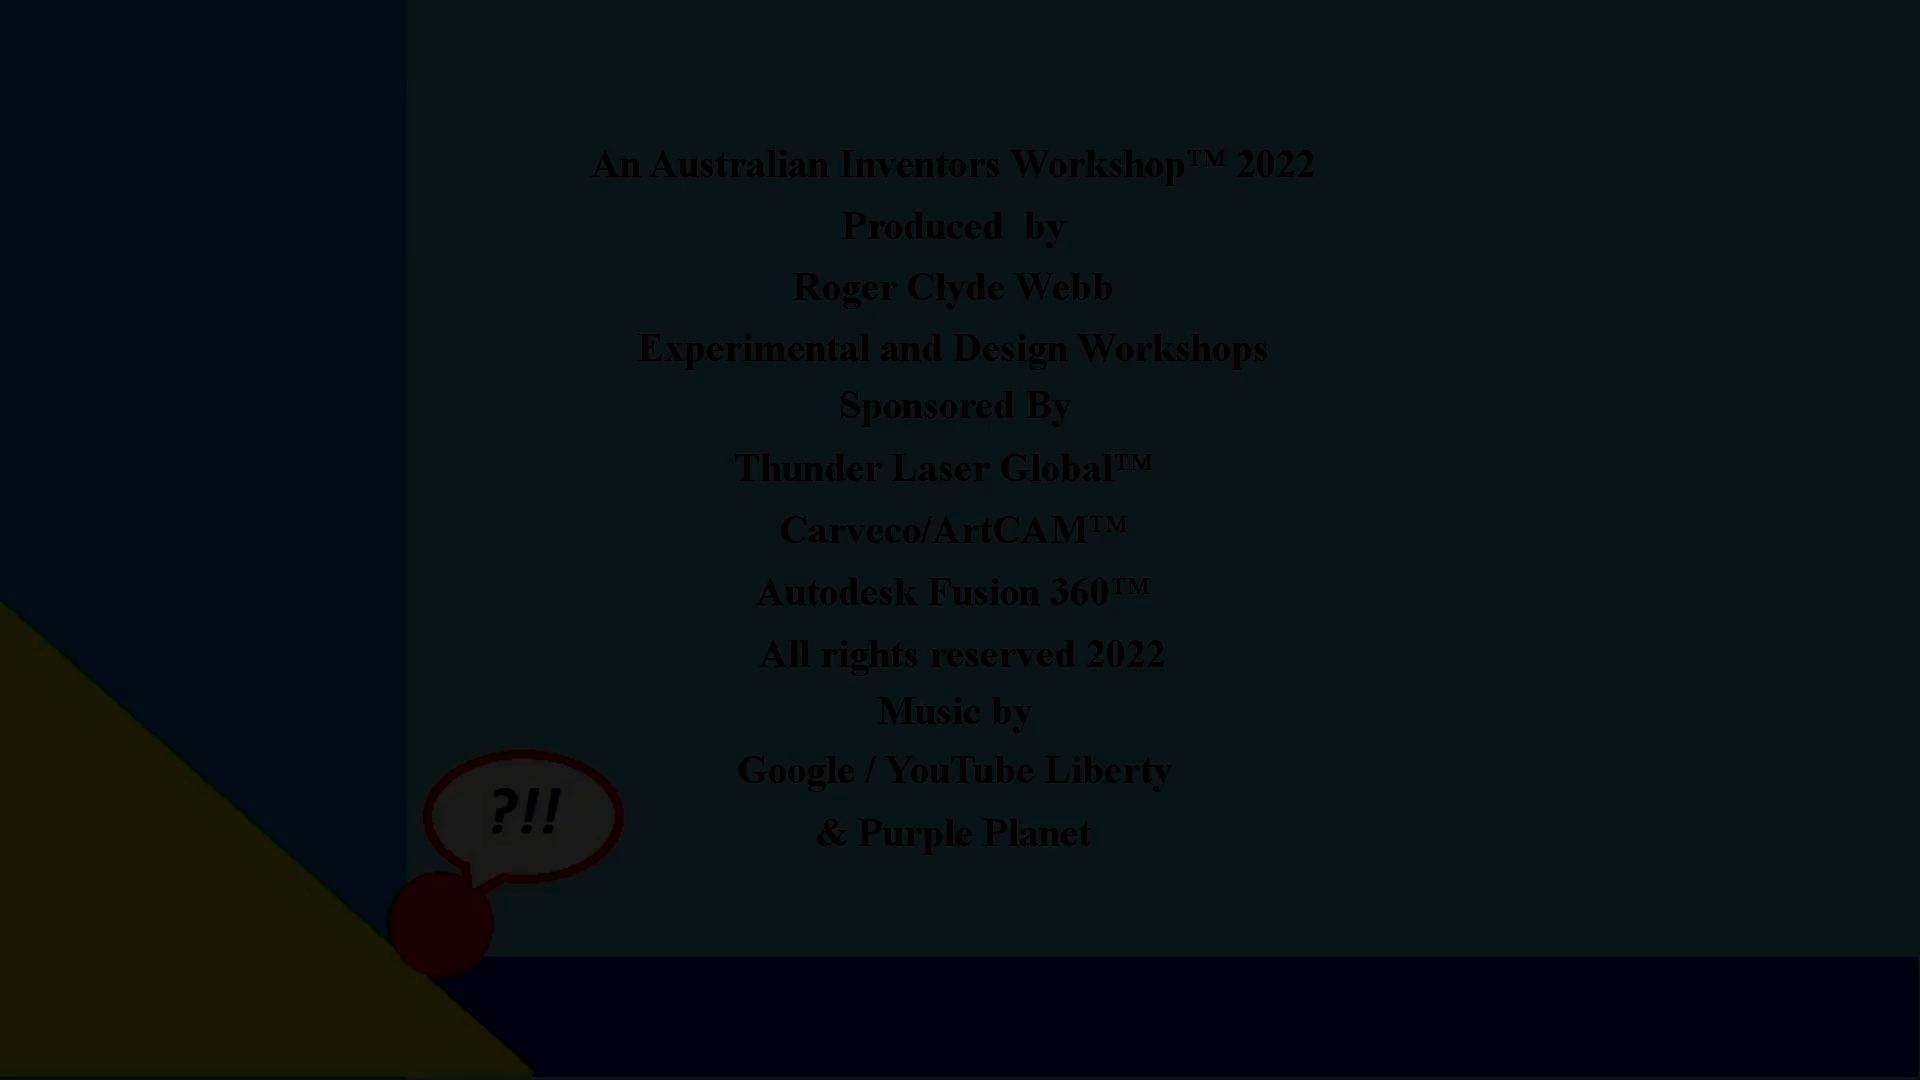 An Australian Inventors Workshop™ 2022
Produced by
Roger Clyde Webb
Experimental and Design Workshops
Sponsored By
Thunder Laser Global™
Carveco/ArtCAM™
Autodesk Fusion 360™
All rights reserved 2022
Music by
Google / YouTube Liberty
& Purple Planet
?!!